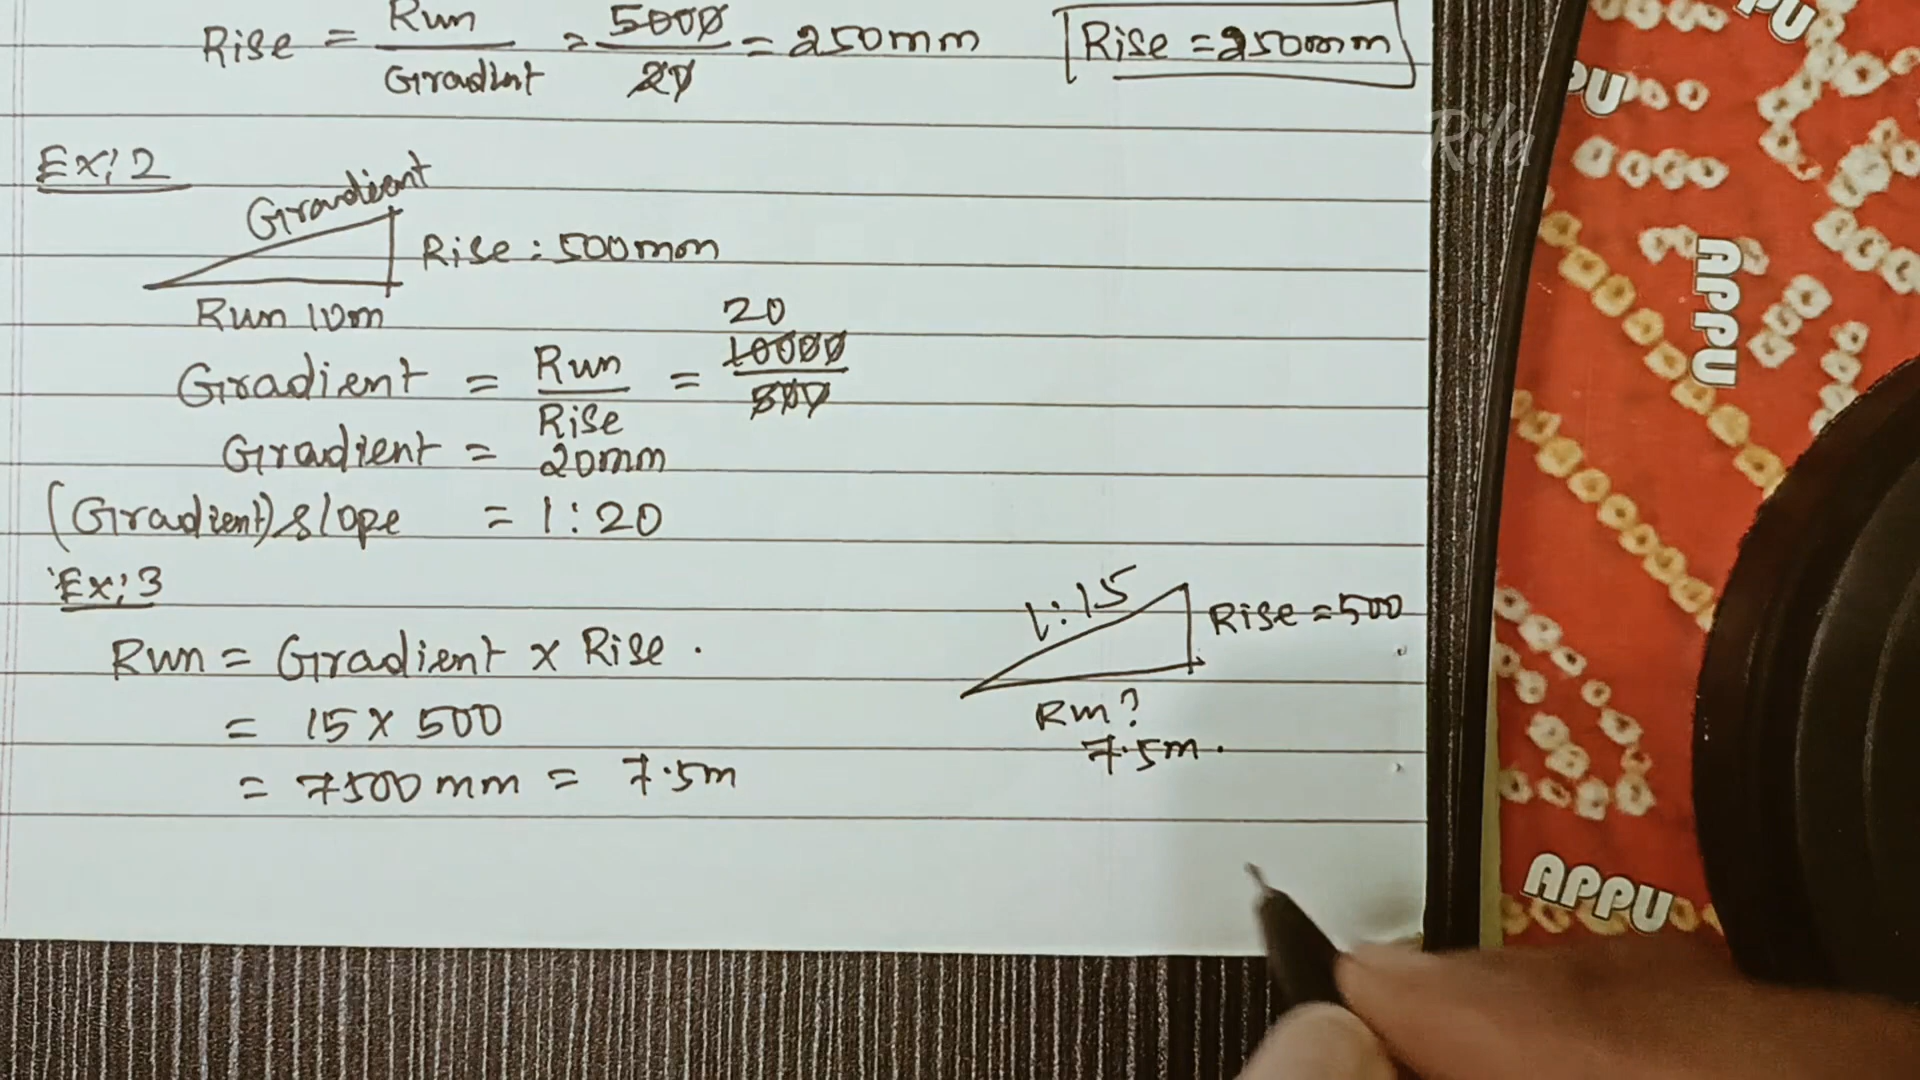 Rise = Run / Gradient = 5000 / 20 = 250mm
Rise = 250mm
Rila
Ex; 2
Gradient
Rise : 500mm
Run 10m
20
Gradient = Run / Rise = 10000 / 500
Gradient = 20mm
(Gradient) slope = 1:20
Ex; 3
1:15
Rise = 500
Run = Gradient x Rise .
Run ?
= 15 x 500
7.5m .
= 7500 mm = 7.5m
APPU
APPU
APPU